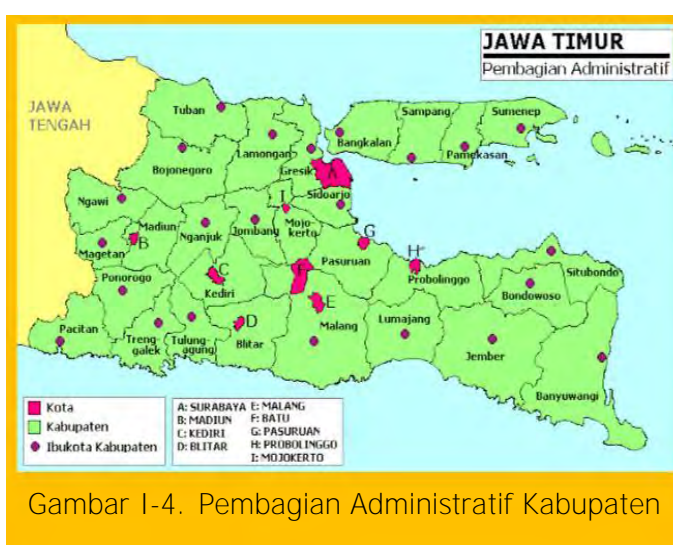 JAWA TIMUR
Pembagian Administratif
JAWA
TENGAH
Tuban
Sampang
Sumenep
Lamongan
Bangkalan
Pamekasan
Bojonegoro
Gresik
A
Sidoarjo
I
Ngawi
Madiun
Nganjuk
Jombang
Mojo-
kerto
G
B
Magetan
Pasuruan
H
Ponorogo
C
Kediri
F
Probolinggo
Situbondo
Bondowoso
E
Pacitan
Treng-
galek
Tulung-
agung
D
Blitar
Malang
Lumajang
Jember
Banyuwangi
Kota
Kabupaten
Ibukota Kabupaten
A: SURABAYA E: MALANG
B: MADIUN F: BATU
C: KEDIRI G: PASURUAN
D: BLITAR H: PROBOLINGGO
I: MOJOKERTO
Gambar I-4. Pembagian Administratif Kabupaten